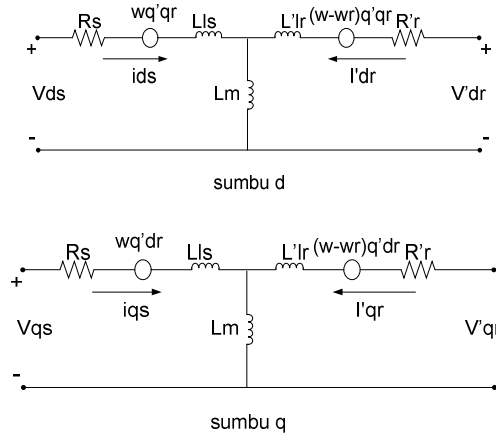 Rs wq'qr Lls L'lr (w-wr)q'qr R'r
+ ids I'dr +
Vds Lm V'dr
- -
sumbu d
Rs wq'dr Lls L'lr (w-wr)q'dr R'r
+ iqs I'qr
Vqs Lm V'qr
-
sumbu q